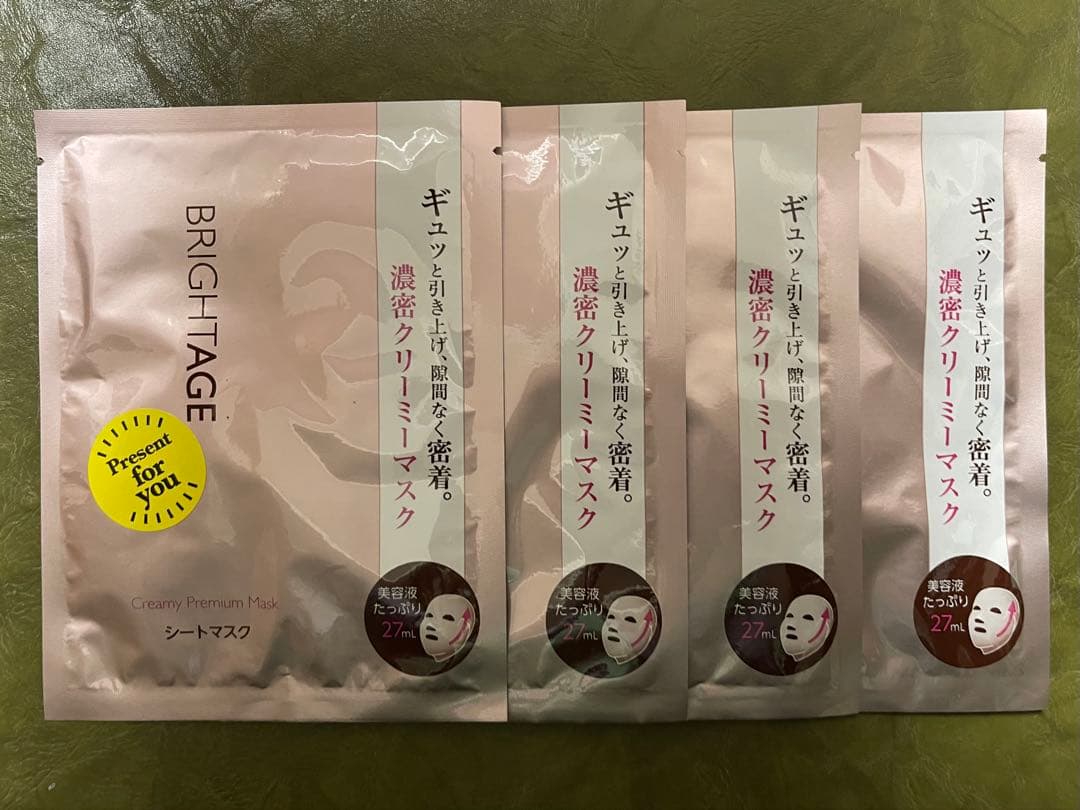 BRIGHTAGE
Present
for
you
Creamy Premium Mask
シートマスク
ギュッと引き上げ、隙間なく密着。
濃密クリーミーマスク
美容液
たっぷり
27mL
ギュッと引き上げ、隙間なく密着。
濃密クリーミーマスク
美容液
たっぷり
27mL
ギュッと引き上げ、隙間なく密着。
濃密クリーミーマスク
美容液
たっぷり
27mL
ギュッと引き上げ、隙間なく密着。
濃密クリーミーマスク
美容液
たっぷり
27mL